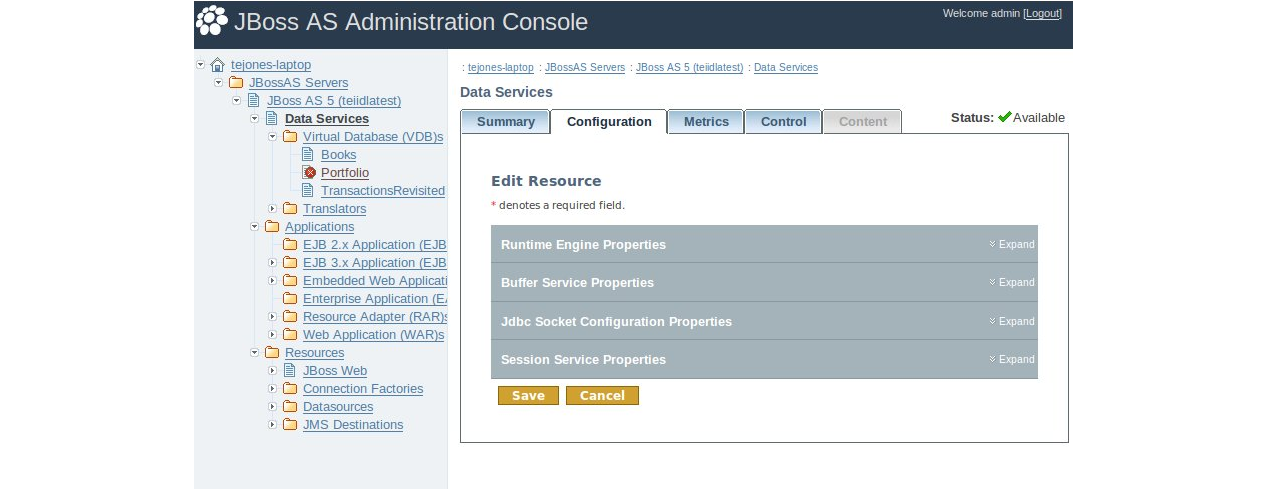 JBoss AS Administration Console
Welcome admin [Logout]
tejones-laptop
JBossAS Servers
JBoss AS 5 (teiidlatest)
Data Services
Virtual Database (VDB)s
Books
Portfolio
TransactionsRevisited
Translators
Applications
EJB 2.x Application (EJB
EJB 3.x Application (EJB
Embedded Web Applicati
Enterprise Application (EA
Resource Adapter (RAR)s
Web Application (WAR)s
Resources
JBoss Web
Connection Factories
Datasources
JMS Destinations
: tejones-laptop : JBossAS Servers : JBoss AS 5 (teiidlatest) : Data Services
Data Services
Summary Configuration Metrics Control Content
Status: Available
Edit Resource
* denotes a required field.
Runtime Engine Properties Expand
Buffer Service Properties Expand
Jdbc Socket Configuration Properties Expand
Session Service Properties Expand
Save Cancel